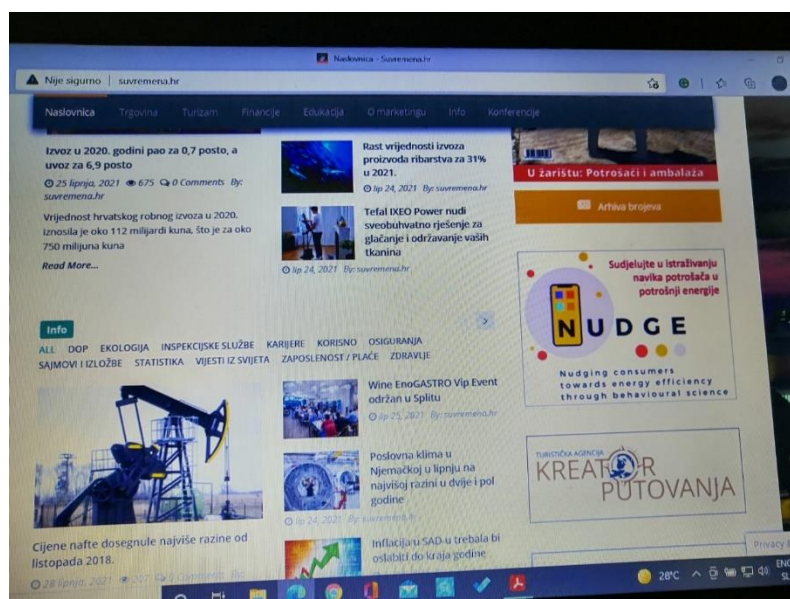 Naslovnica - Suvremena.hr
Nije sigurno | suvremena.hr
Naslovnica Trgovina Turizam Financije Edukacija O marketingu Info Konferencije
Izvoz u 2020. godini pao za 0,7 posto, a
uvoz za 6,9 posto
25 lipnja, 2021 675 0 Comments By:
suvremena.hr
Vrijednost hrvatskog robnog izvoza u 2020.
iznosila je oko 112 milijardi kuna, što je za oko
750 milijuna kuna
Read More...
Rast vrijednosti izvoza
proizvoda ribarstva za 31%
u 2021.
lip 24, 2021 By: suvremena.hr
Tefal IXEO Power nudi
sveobuhvatno rješenje za
glačanje i održavanje vaših
tkanina
lip 24, 2021 By: suvremena.hr
U žarištu: Potrošači i ambalaža
Arhiva brojeva
Sudjelujte u istraživanju
navika potrošača u
potrošnji energije
NUDGE
Nudging consumers
towards energy efficiency
through behavioural science
Info
ALL DOP EKOLOGIJA INSPEKCIJSKE SLUŽBE KARIJERE KORISNO OSIGURANJA
SAJMOVI I IZLOŽBE STATISTIKA VIJESTI IZ SVIJETA ZAPOSLENOST / PLAĆE ZDRAVLJE
Cijene nafte dosegnule najviše razine od
listopada 2018.
28 lipnja, 2021 207 0 Comments By:
Wine EnoGASTRO Vip Event
održan u Splitu
lip 25, 2021 By: suvremena.hr
Poslovna klima u
Njemačkoj u lipnju na
najvišoj razini u dvije i pol
godine
lip 24, 2021 By: suvremena.hr
Inflacija u SAD-u trebala bi
oslabiti do kraja godine
TURISTIČKA AGENCIJA
KREATOR
PUTOVANJA
Privacy
28°C
ENG